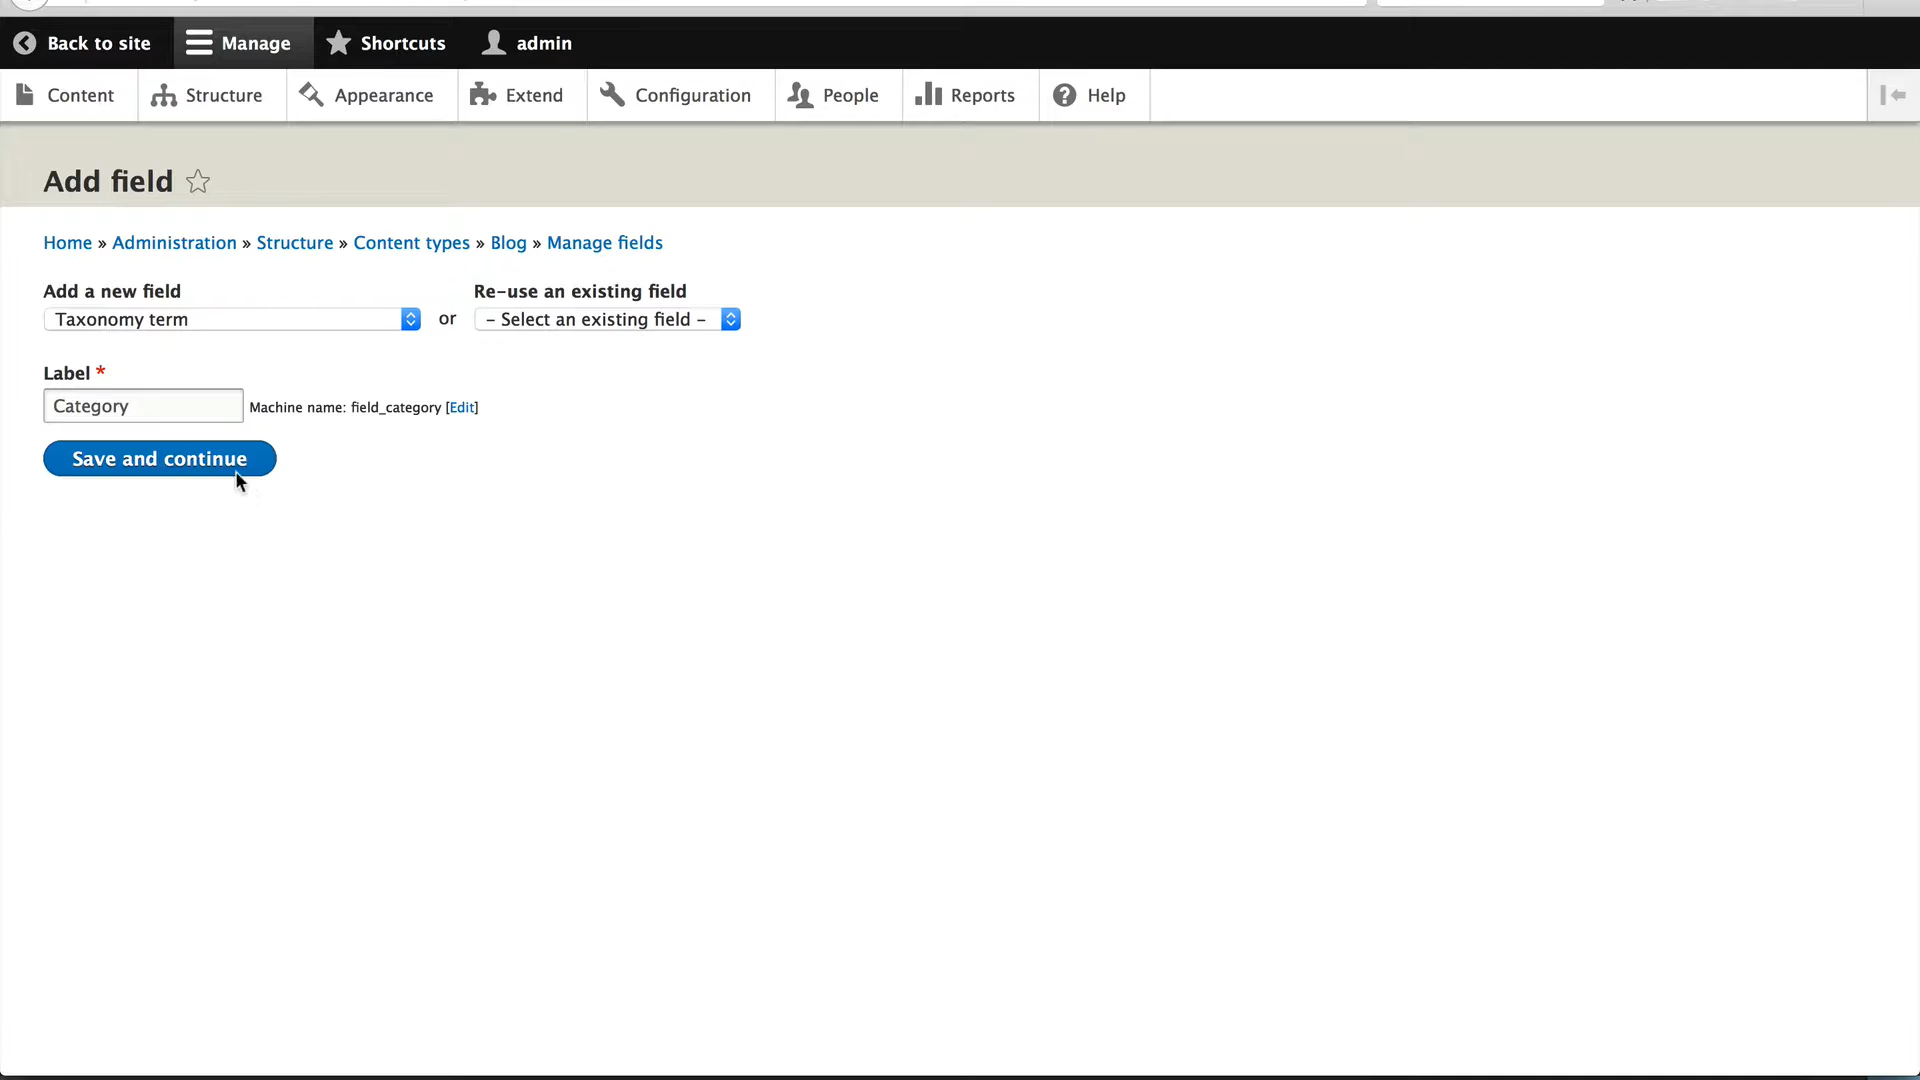 Back to site Manage Shortcuts admin
Content Structure Appearance Extend Configuration People Reports Help
Add field
Home » Administration » Structure » Content types » Blog » Manage fields
Add a new field Re-use an existing field
Taxonomy term or - Select an existing field -
Label *
Category Machine name: field_category [Edit]
Save and continue